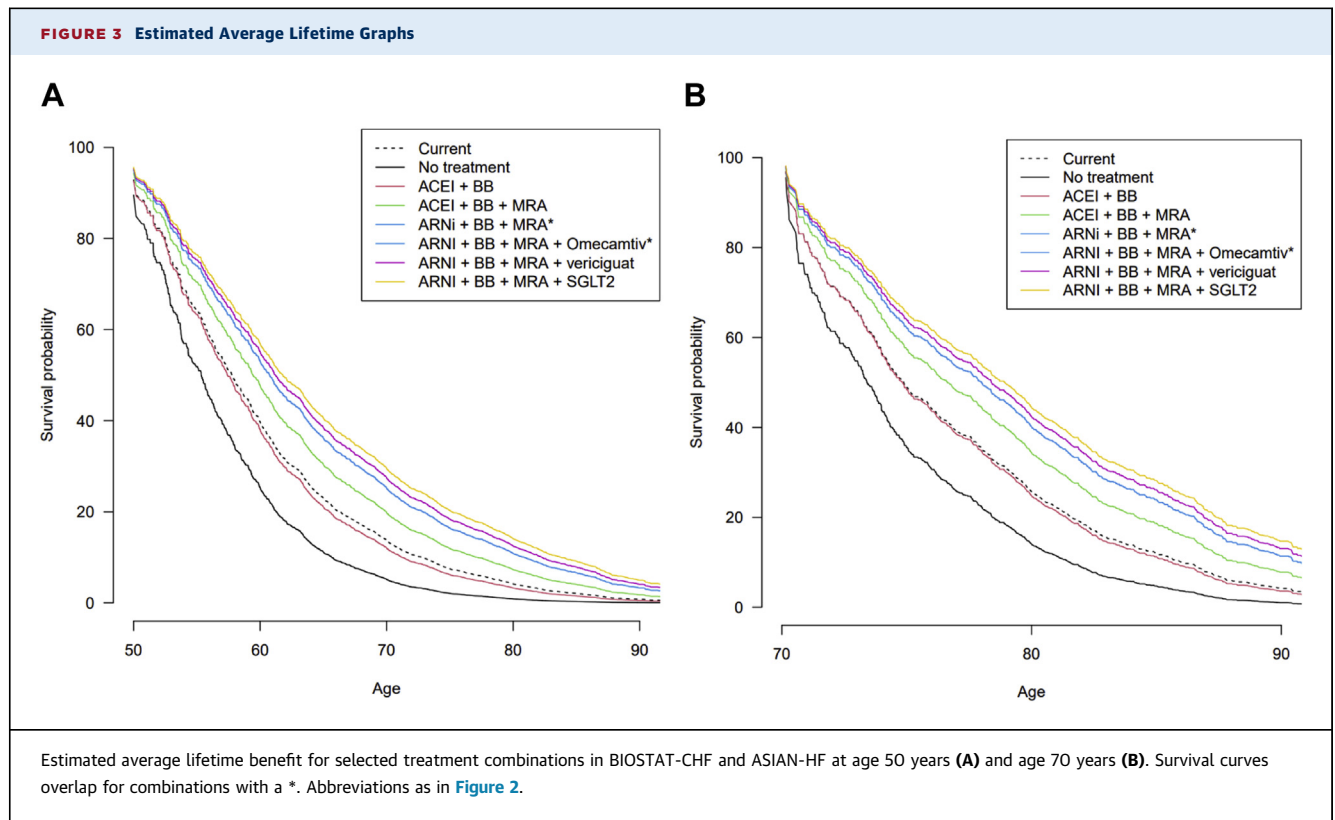 FIGURE 3 Estimated Average Lifetime Graphs
A
100
80
60
40
20
0
Survival probability
50
60
70
80
90
Age
Current
No treatment
ACEI + BB
ACEI + BB + MRA
ARNi + BB + MRA*
ARNI + BB + MRA + Omecamtiv*
ARNI + BB + MRA + vericiguat
ARNI + BB + MRA + SGLT2
B
100
80
60
40
20
0
Survival probability
70
80
90
Age
Current
No treatment
ACEI + BB
ACEI + BB + MRA
ARNi + BB + MRA*
ARNI + BB + MRA + Omecamtiv*
ARNI + BB + MRA + vericiguat
ARNI + BB + MRA + SGLT2
Estimated average lifetime benefit for selected treatment combinations in BIOSTAT-CHF and ASIAN-HF at age 50 years (A) and age 70 years (B). Survival curves
overlap for combinations with a *. Abbreviations as in Figure 2.